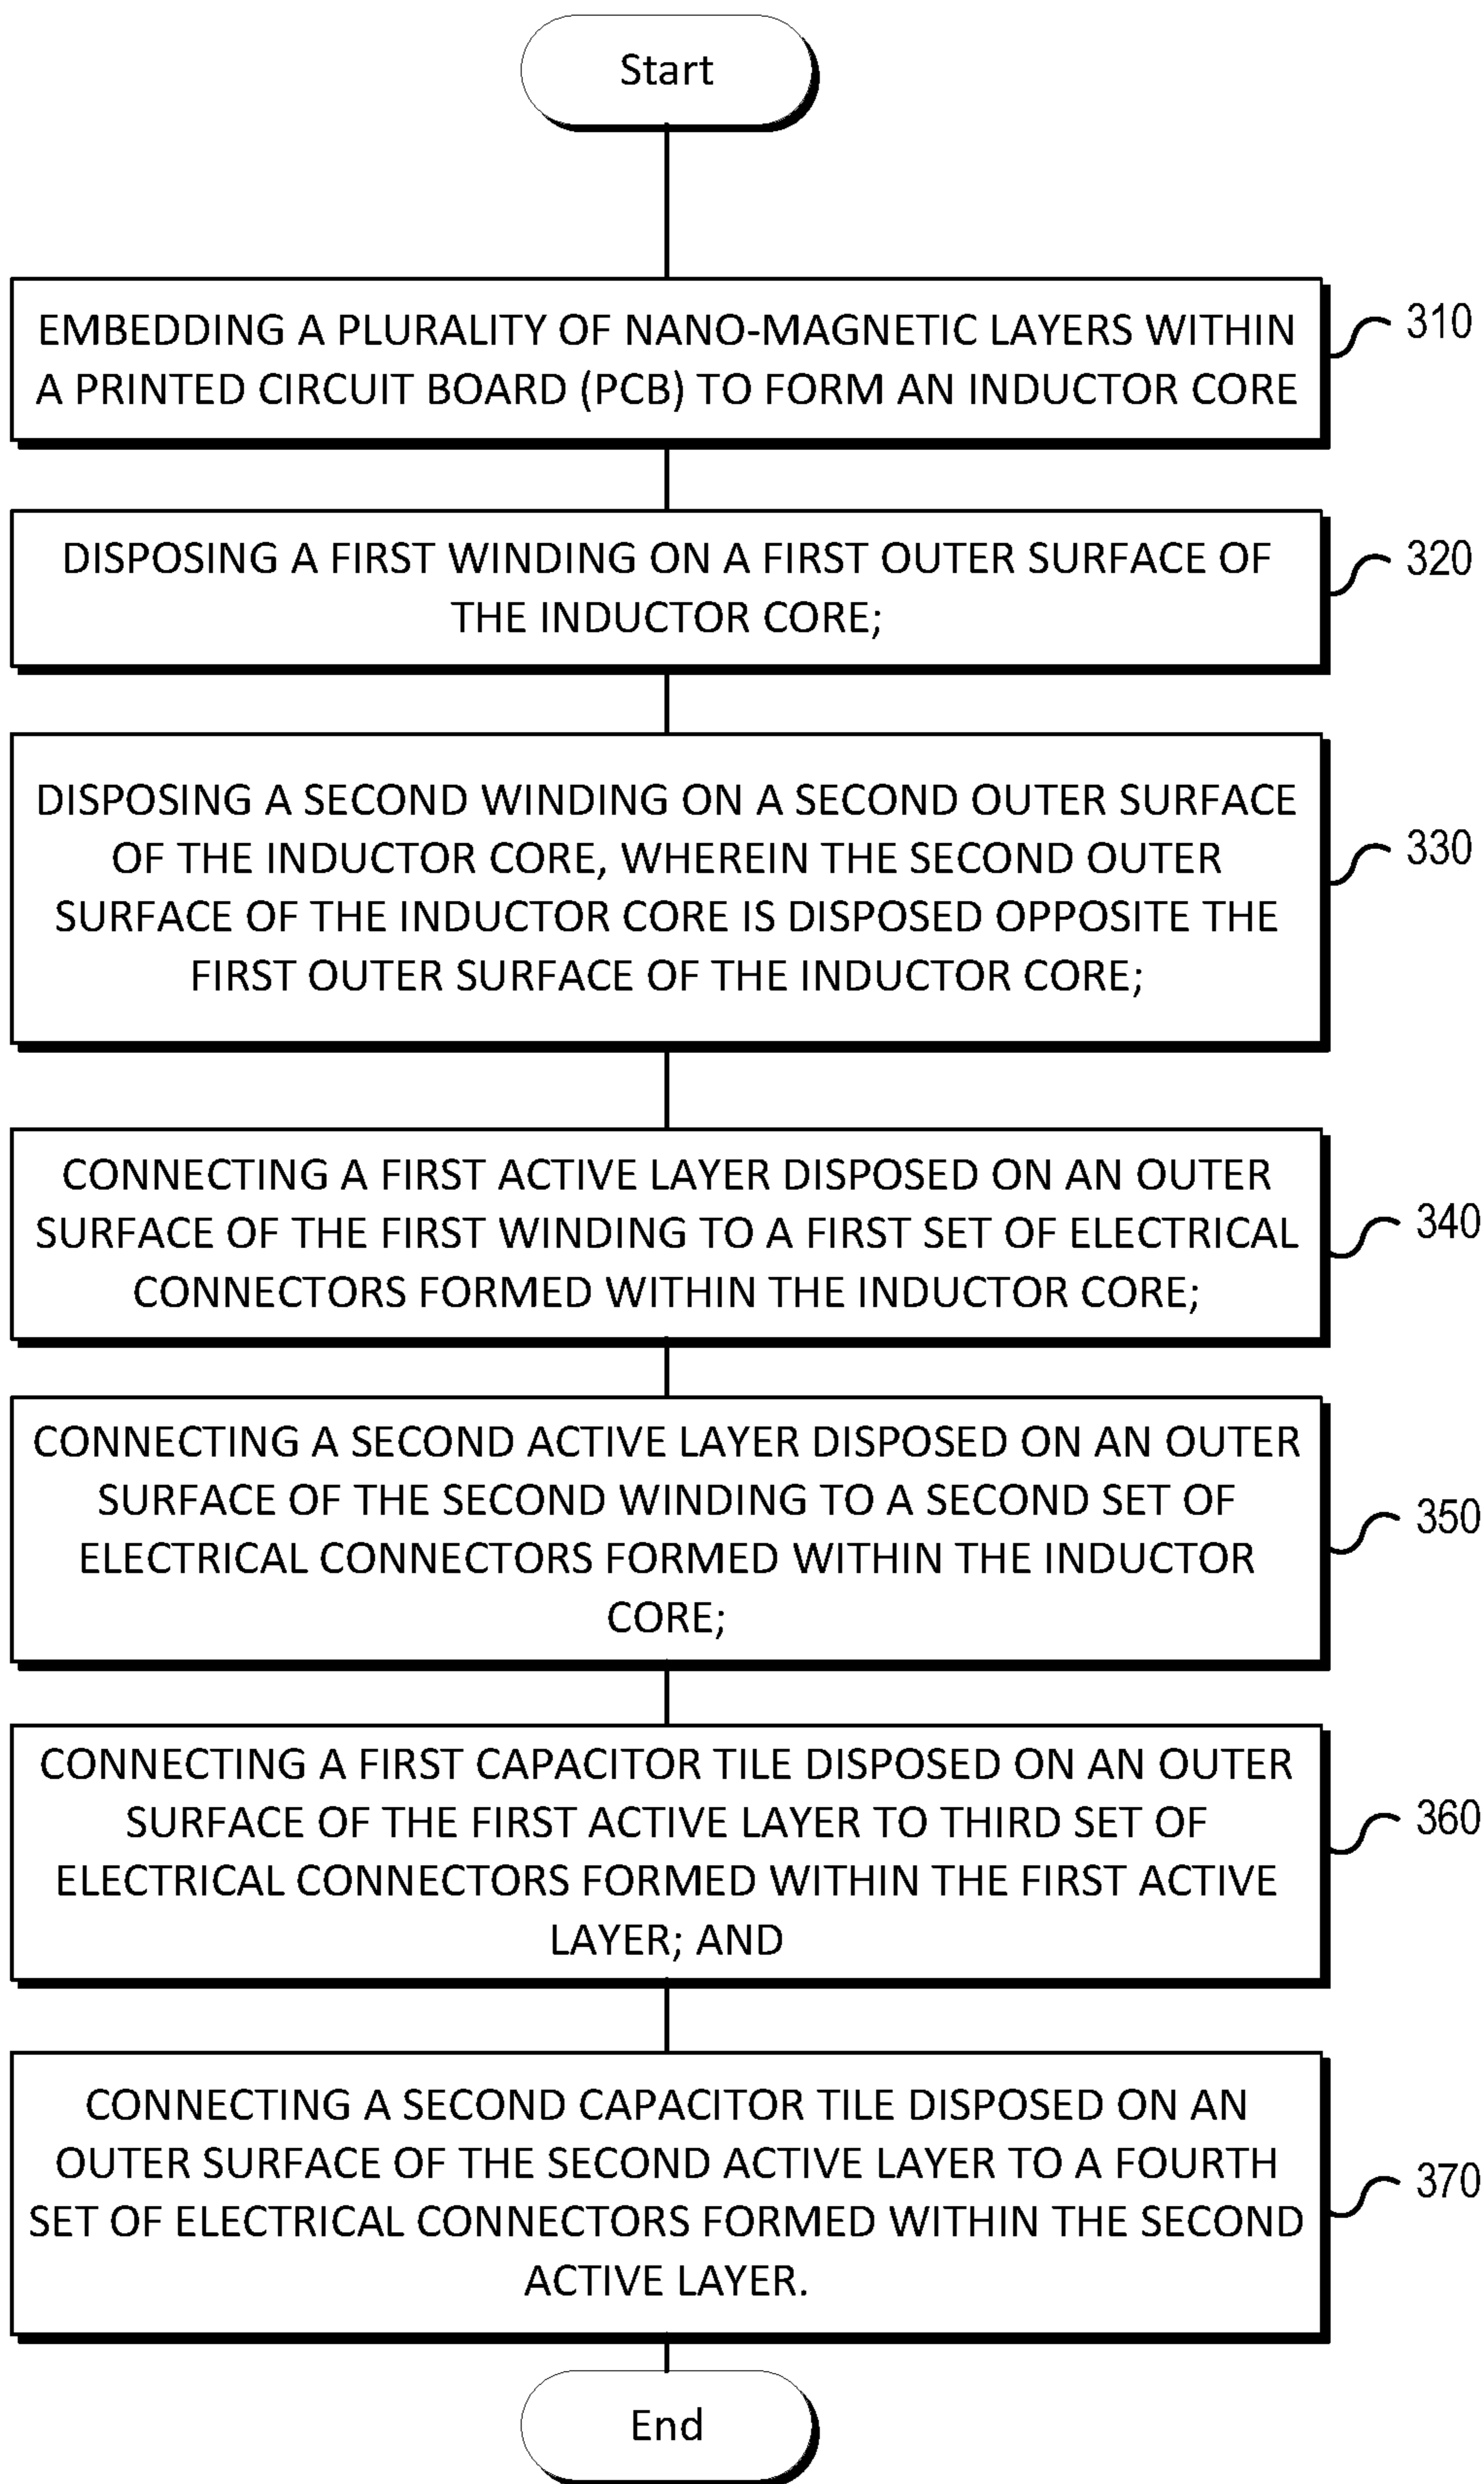 Start
EMBEDDING A PLURALITY OF NANO-MAGNETIC LAYERS WITHIN
A PRINTED CIRCUIT BOARD (PCB) TO FORM AN INDUCTOR CORE
310
DISPOSING A FIRST WINDING ON A FIRST OUTER SURFACE OF
THE INDUCTOR CORE;
320
DISPOSING A SECOND WINDING ON A SECOND OUTER SURFACE
OF THE INDUCTOR CORE, WHEREIN THE SECOND OUTER
SURFACE OF THE INDUCTOR CORE IS DISPOSED OPPOSITE THE
FIRST OUTER SURFACE OF THE INDUCTOR CORE;
330
CONNECTING A FIRST ACTIVE LAYER DISPOSED ON AN OUTER
SURFACE OF THE FIRST WINDING TO A FIRST SET OF ELECTRICAL
CONNECTORS FORMED WITHIN THE INDUCTOR CORE;
340
CONNECTING A SECOND ACTIVE LAYER DISPOSED ON AN OUTER
SURFACE OF THE SECOND WINDING TO A SECOND SET OF
ELECTRICAL CONNECTORS FORMED WITHIN THE INDUCTOR
CORE;
350
CONNECTING A FIRST CAPACITOR TILE DISPOSED ON AN OUTER
SURFACE OF THE FIRST ACTIVE LAYER TO THIRD SET OF
ELECTRICAL CONNECTORS FORMED WITHIN THE FIRST ACTIVE
LAYER; AND
360
CONNECTING A SECOND CAPACITOR TILE DISPOSED ON AN
OUTER SURFACE OF THE SECOND ACTIVE LAYER TO A FOURTH
SET OF ELECTRICAL CONNECTORS FORMED WITHIN THE SECOND
ACTIVE LAYER.
370
End